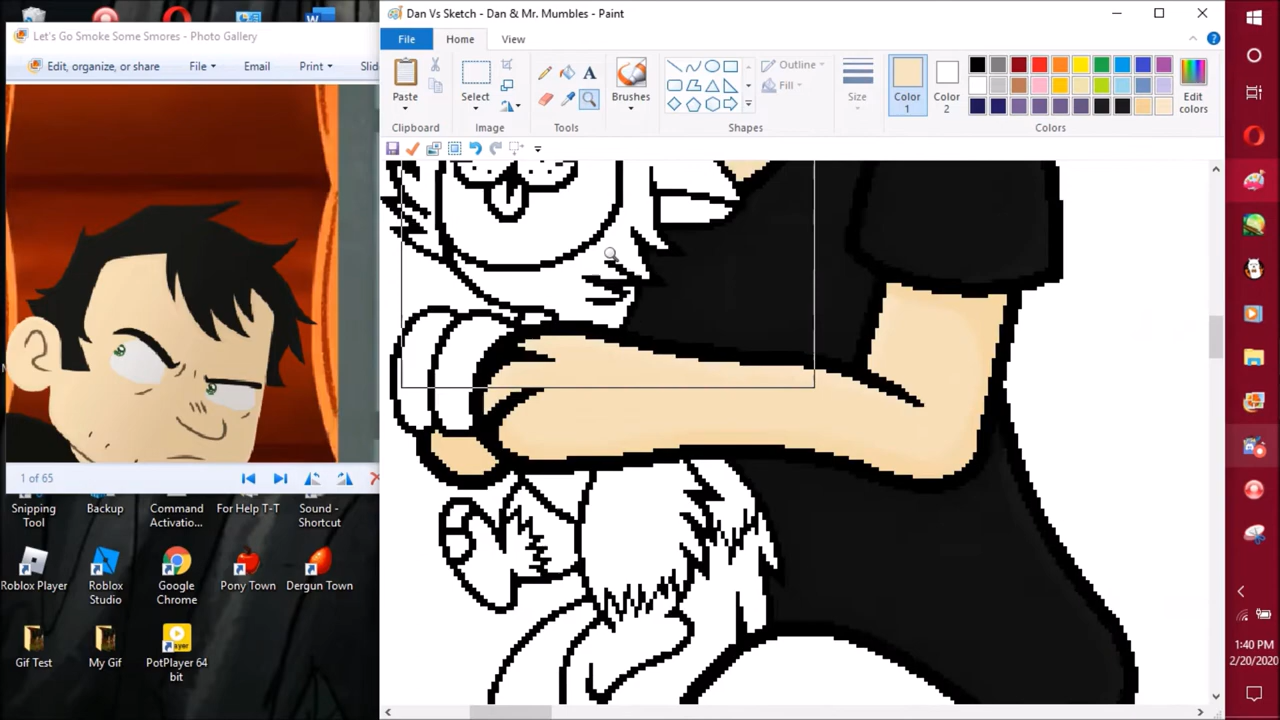 Let's Go Smoke Some Smores - Photo Gallery
Edit, organize, or share
File
Email
Print
Slid
1 of 65
Snipping Tool
Backup
Command Activatio...
For Help T-T
Sound - Shortcut
Roblox Player
Roblox Studio
Google Chrome
Pony Town
Dergun Town
Gif Test
My Gif
PotPlayer 64 bit
Dan Vs Sketch - Dan & Mr. Mumbles - Paint
File
Home
View
Paste
Select
Brushes
Outline
Fill
Size
Color 1
Color 2
Edit colors
Clipboard
Image
Tools
Shapes
Colors
1:40 PM
2/20/2020